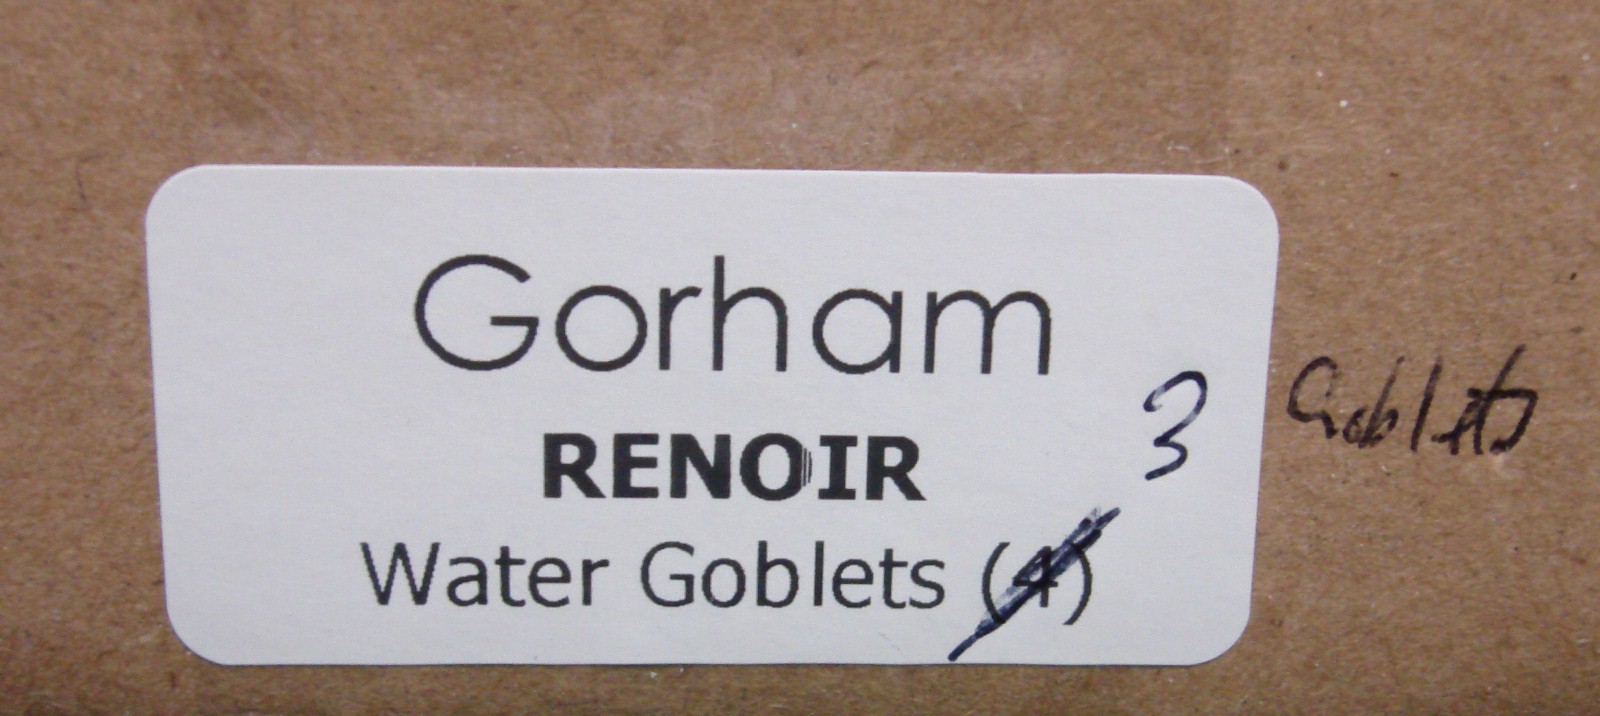 Gorham
RENOIR
3 Goblets
Water Goblets (4)